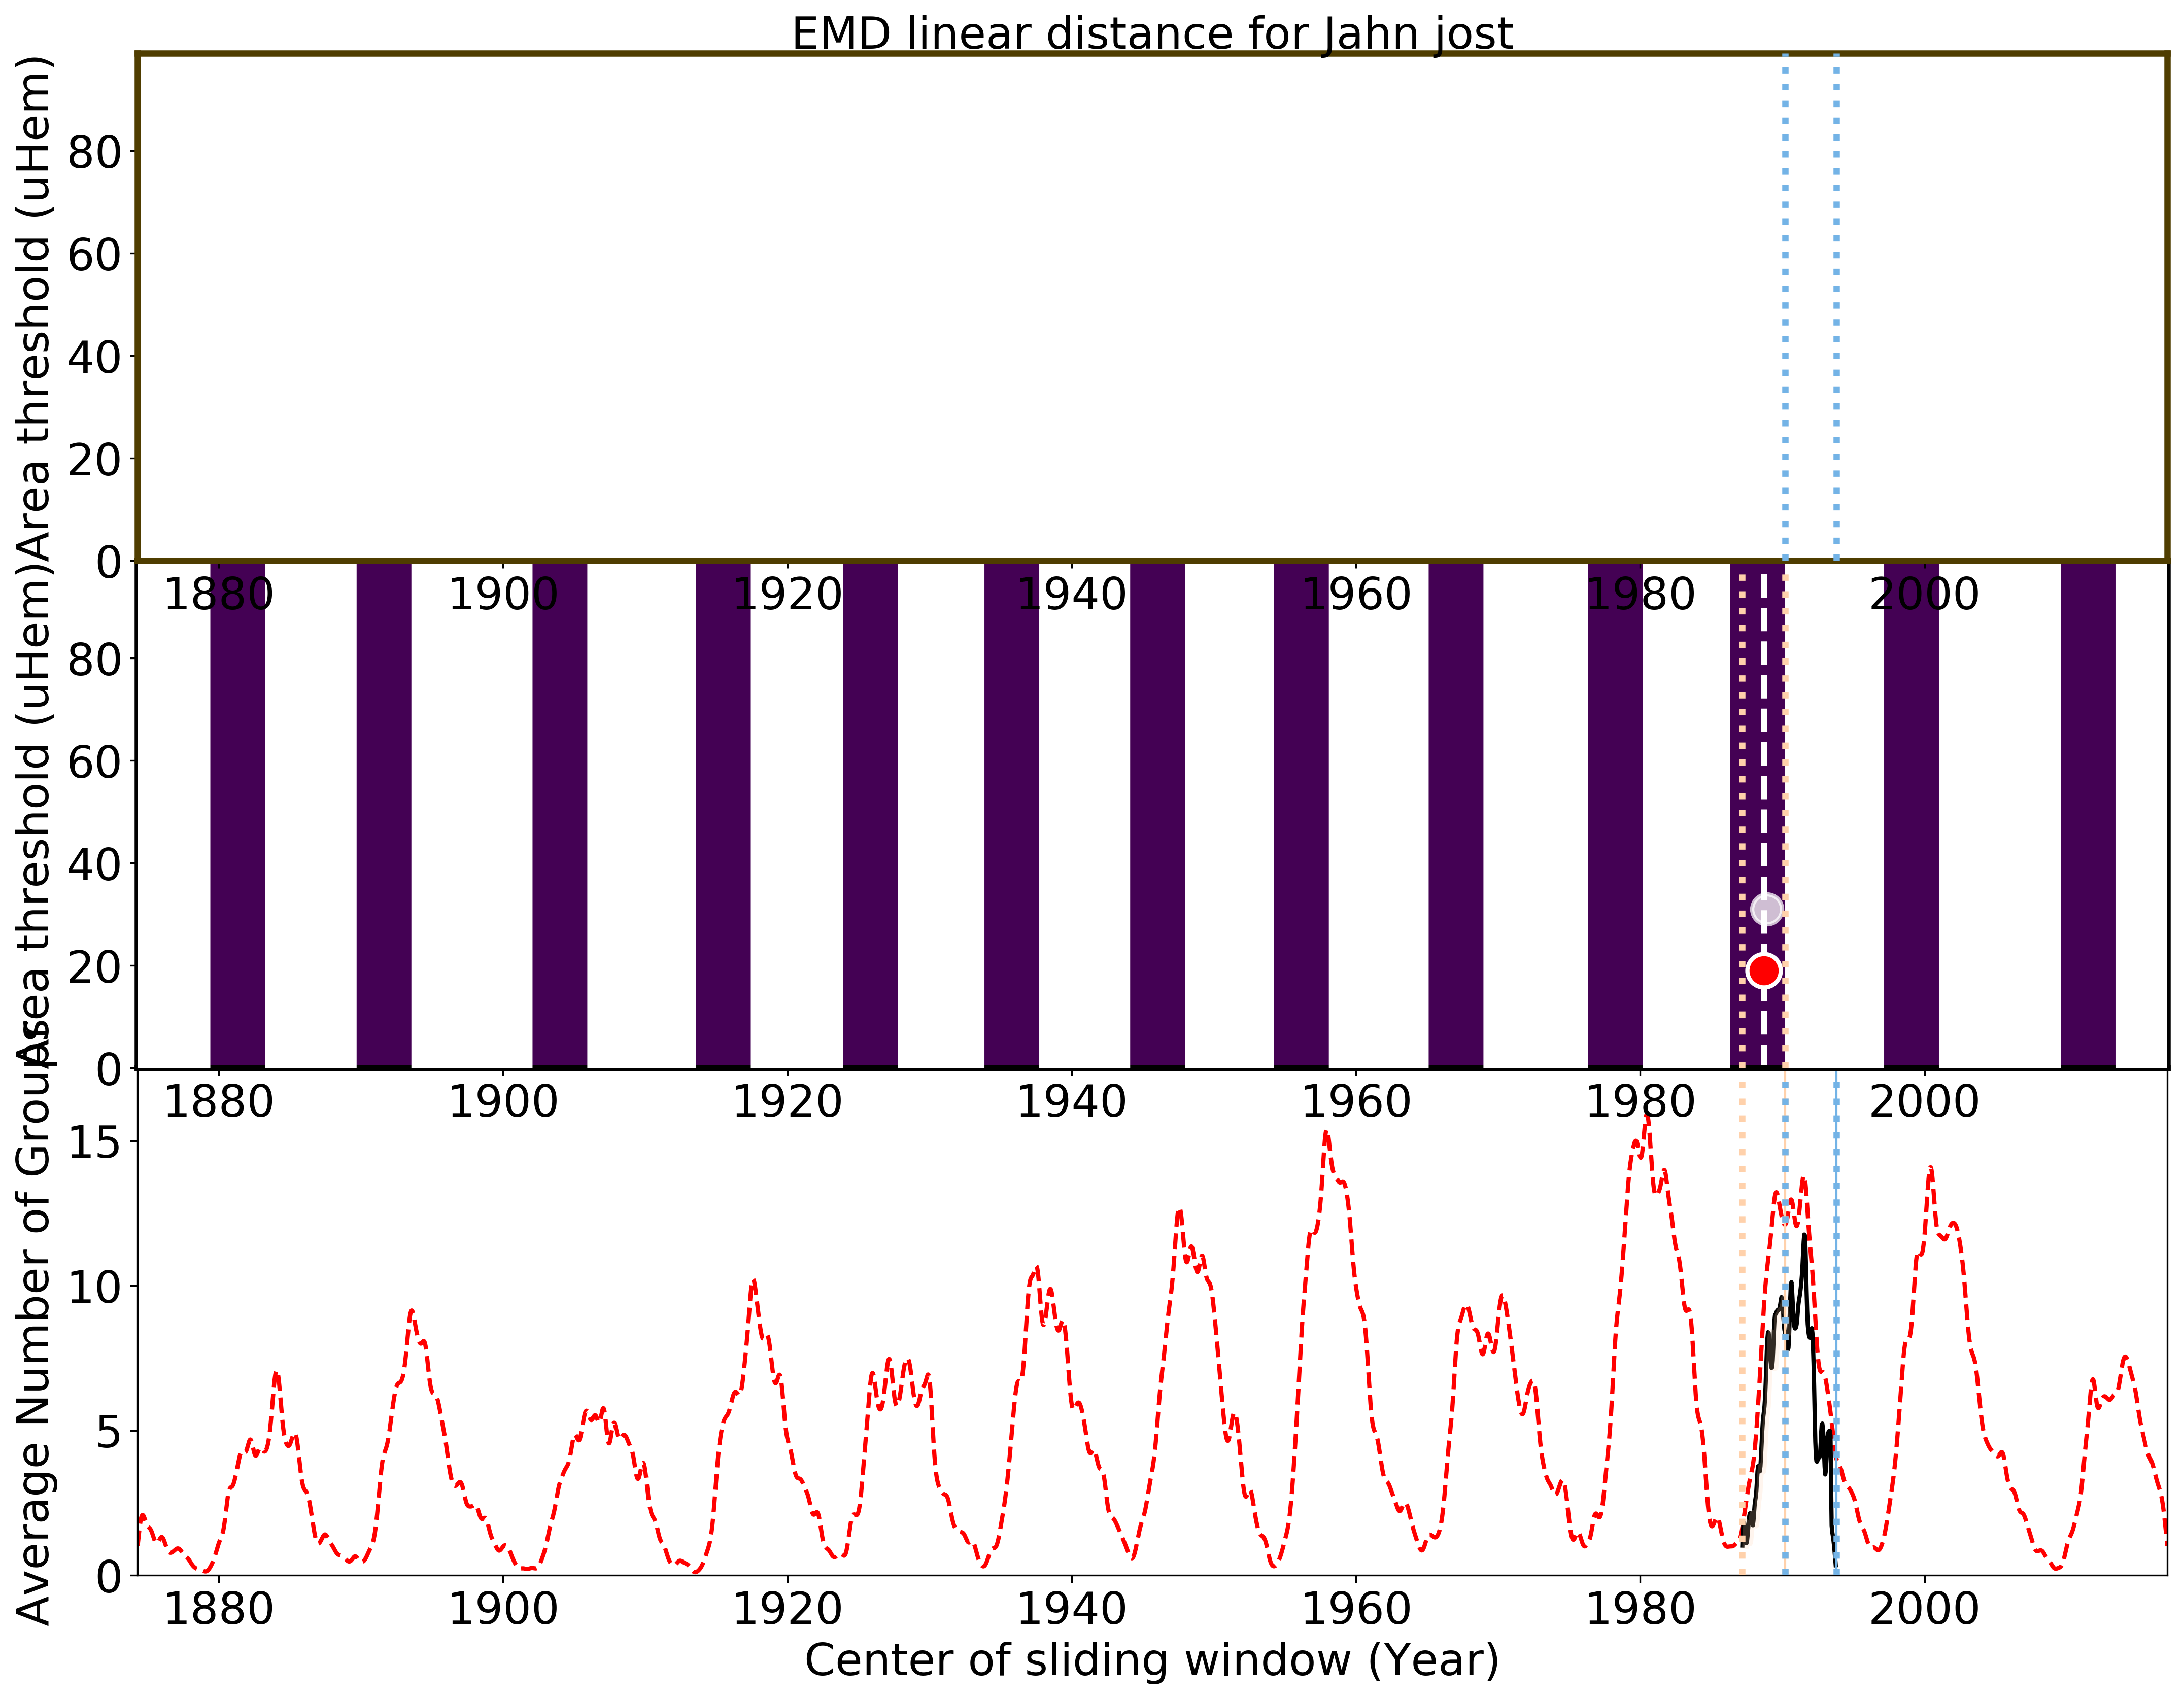 EMD linear distance for Jahn jost
Area threshold (uHem)
80
60
40
20
0
1880 1900 1920 1940 1960 1980 2000
Area threshold (uHem)
80
60
40
20
0
1880 1900 1920 1940 1960 1980 2000
Average Number of Groups
15
10
5
0
1880 1900 1920 1940 1960 1980 2000
Center of sliding window (Year)